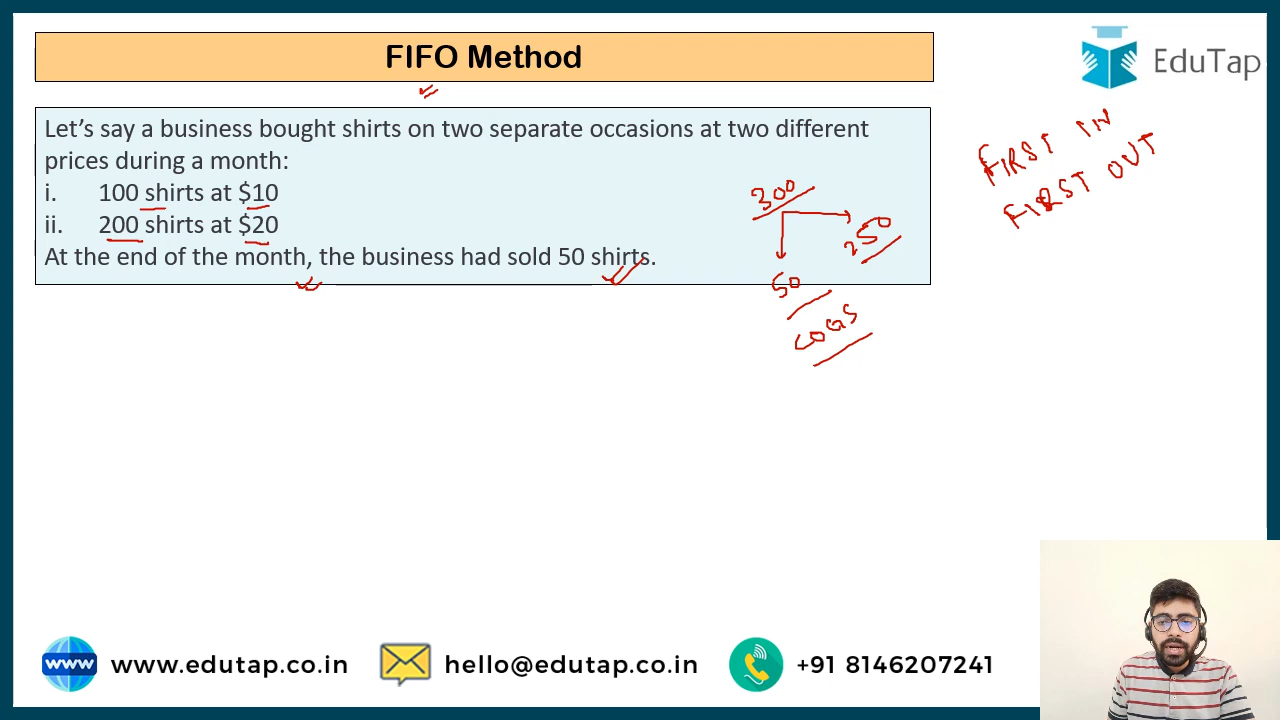 FIFO Method
EduTap
Let's say a business bought shirts on two separate occasions at two different
prices during a month:
i. 100 shirts at $10
ii. 200 shirts at $20
At the end of the month, the business had sold 50 shirts.
FIRST IN
FIRST OUT
300
250
50
COGS
www
www.edutap.co.in
hello@edutap.co.in
+91 8146207241